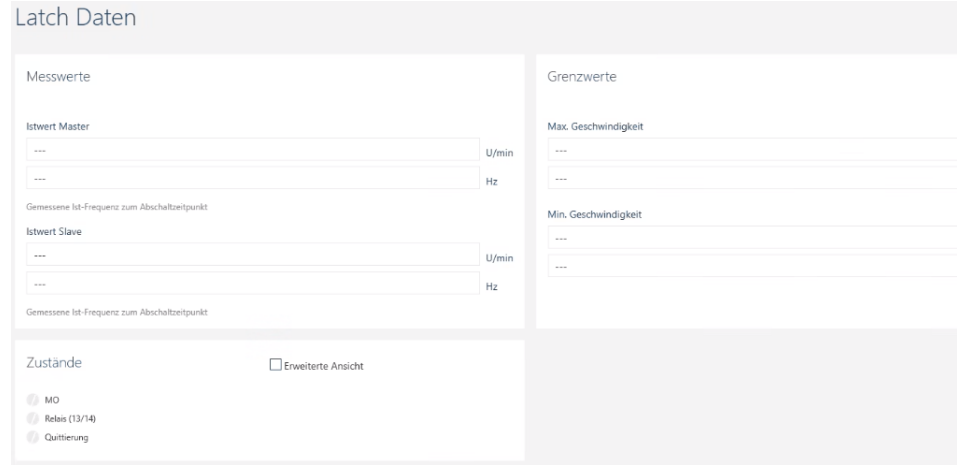 Latch Daten
Messwerte
Istwert Master
--- U/min
--- Hz
Gemessene Ist-Frequenz zum Abschaltzeitpunkt
Istwert Slave
--- U/min
--- Hz
Gemessene Ist-Frequenz zum Abschaltzeitpunkt
Grenzwerte
Max. Geschwindigkeit
---
---
Min. Geschwindigkeit
---
---
Zustände
Erweiterte Ansicht
MO
Relais (13/14)
Quittierung